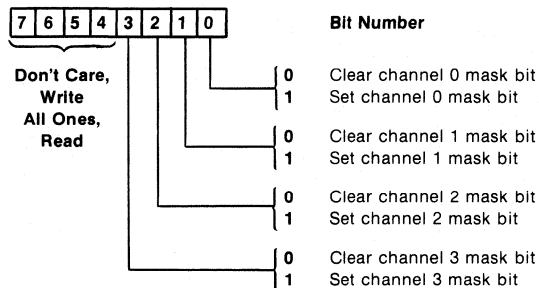 7 6 5 4 3 2 1 0 Bit Number
Don't Care,
Write
All Ones,
Read
0 Clear channel 0 mask bit
1 Set channel 0 mask bit
0 Clear channel 1 mask bit
1 Set channel 1 mask bit
0 Clear channel 2 mask bit
1 Set channel 2 mask bit
0 Clear channel 3 mask bit
1 Set channel 3 mask bit